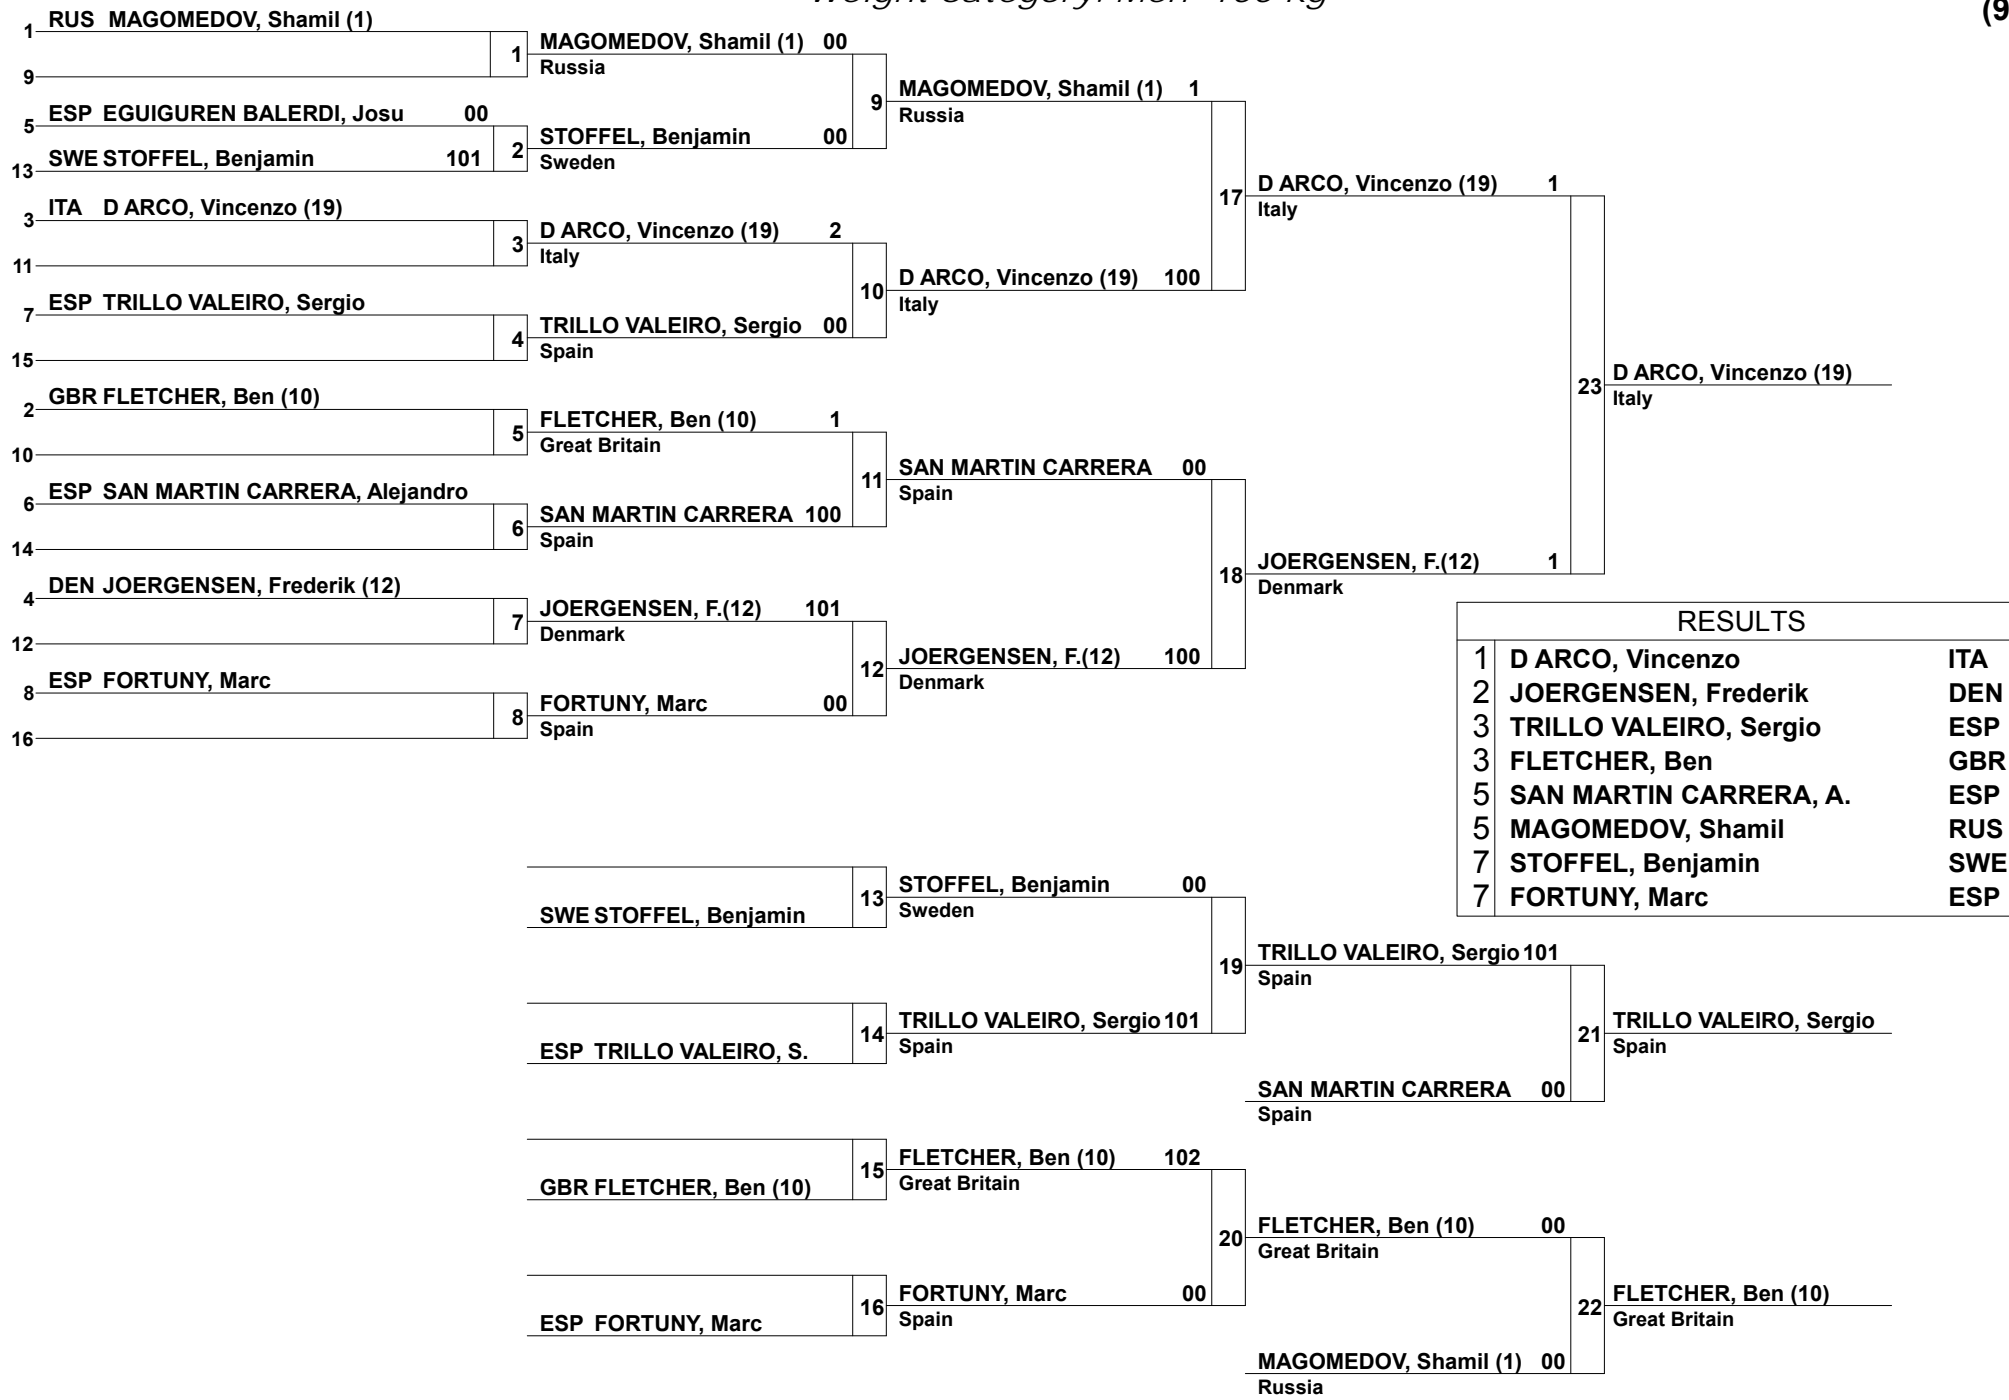 Weight Category: Men -100 kg
(9
1 RUS MAGOMEDOV, Shamil (1)
9
1 MAGOMEDOV, Shamil (1) 00
Russia
5 ESP EGUIGUREN BALERDI, Josu 00
13 SWE STOFFEL, Benjamin 101
2 STOFFEL, Benjamin 00
Sweden
9 MAGOMEDOV, Shamil (1) 1
Russia
3 ITA D ARCO, Vincenzo (19)
11
3 D ARCO, Vincenzo (19) 2
Italy
7 ESP TRILLO VALEIRO, Sergio
15
4 TRILLO VALEIRO, Sergio 00
Spain
10 D ARCO, Vincenzo (19) 100
Italy
17 D ARCO, Vincenzo (19) 1
Italy
2 GBR FLETCHER, Ben (10)
10
5 FLETCHER, Ben (10) 1
Great Britain
6 ESP SAN MARTIN CARRERA, Alejandro
14
6 SAN MARTIN CARRERA 100
Spain
11 SAN MARTIN CARRERA 00
Spain
4 DEN JOERGENSEN, Frederik (12)
12
7 JOERGENSEN, F.(12) 101
Denmark
8 ESP FORTUNY, Marc
16
8 FORTUNY, Marc 00
Spain
12 JOERGENSEN, F.(12) 100
Denmark
18 JOERGENSEN, F.(12) 1
Denmark
23 D ARCO, Vincenzo (19)
Italy
RESULTS
1 D ARCO, Vincenzo ITA
2 JOERGENSEN, Frederik DEN
3 TRILLO VALEIRO, Sergio ESP
3 FLETCHER, Ben GBR
5 SAN MARTIN CARRERA, A. ESP
5 MAGOMEDOV, Shamil RUS
7 STOFFEL, Benjamin SWE
7 FORTUNY, Marc ESP
SWE STOFFEL, Benjamin
13 STOFFEL, Benjamin 00
Sweden
ESP TRILLO VALEIRO, S.
14 TRILLO VALEIRO, Sergio 101
Spain
19 TRILLO VALEIRO, Sergio 101
Spain
SAN MARTIN CARRERA 00
Spain
21 TRILLO VALEIRO, Sergio
Spain
GBR FLETCHER, Ben (10)
15 FLETCHER, Ben (10) 102
Great Britain
ESP FORTUNY, Marc
16 FORTUNY, Marc 00
Spain
20 FLETCHER, Ben (10) 00
Great Britain
MAGOMEDOV, Shamil (1) 00
Russia
22 FLETCHER, Ben (10)
Great Britain